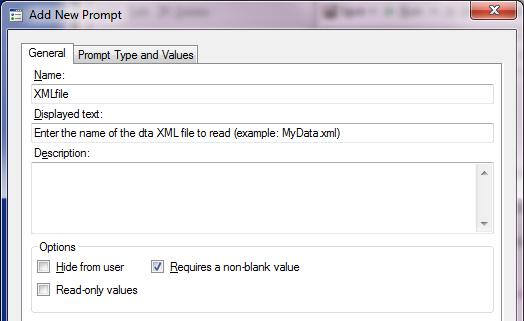 Add New Prompt
General
Prompt Type and Values
Name:
XMLfile
Displayed text:
Enter the name of the dta XML file to read (example: MyData.xml)
Description:
Options
Hide from user
Requires a non-blank value
Read-only values